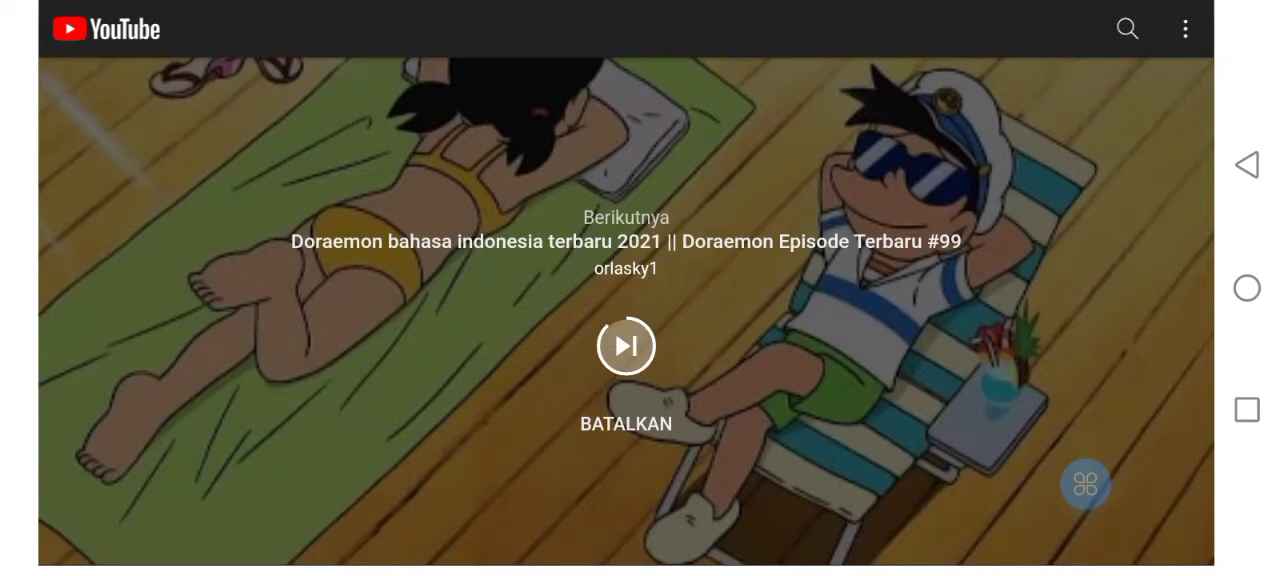 YouTube
Berikutnya
Doraemon bahasa indonesia terbaru 2021 || Doraemon Episode Terbaru #99
orlasky1
BATALKAN